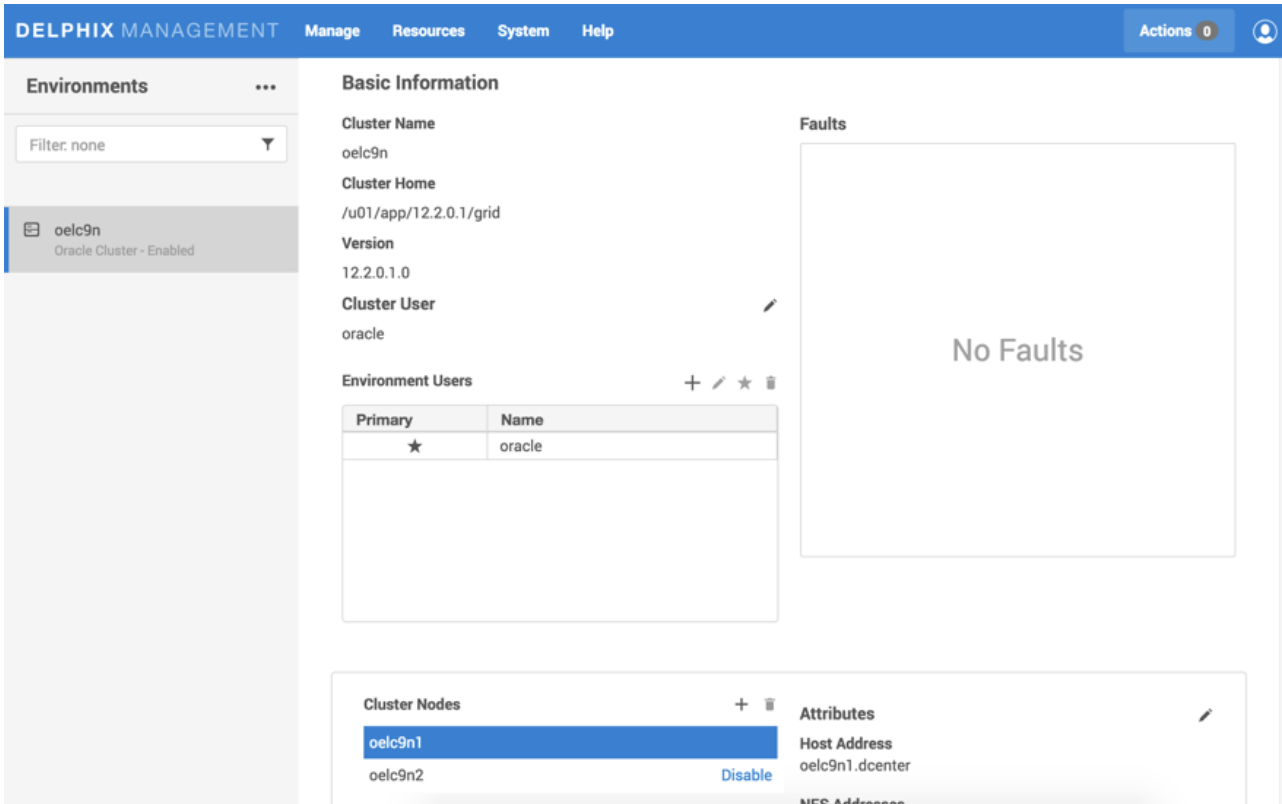 DELPHIX MANAGEMENT Manage Resources System Help Actions 0
Environments
Filter: none
oelc9n
Oracle Cluster - Enabled
Basic Information
Cluster Name
oelc9n
Cluster Home
/u01/app/12.2.0.1/grid
Version
12.2.0.1.0
Cluster User
oracle
Environment Users
Primary Name
★ oracle
Faults
No Faults
Cluster Nodes
oelc9n1
oelc9n2 Disable
Attributes
Host Address
oelc9n1.dcenter
NFS Addresses